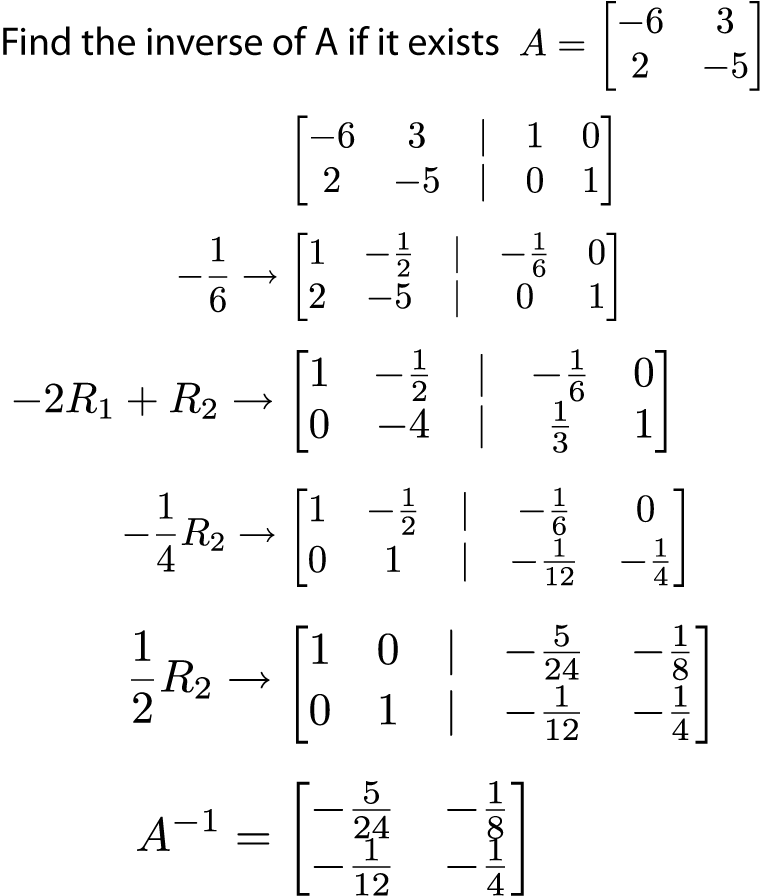 Find the inverse of A if it exists A = [−6 3; 2 −5]
[−6 3 | 1 0; 2 −5 | 0 1]
−1/6 → [1 −1/2 | −1/6 0; 2 −5 | 0 1]
−2R₁ + R₂ → [1 −1/2 | −1/6 0; 0 −4 | 1/3 1]
−1/4 R₂ → [1 −1/2 | −1/6 0; 0 1 | −1/12 −1/4]
1/2 R₂ → [1 0 | −5/24 −1/8; 0 1 | −1/12 −1/4]
A⁻¹ = [−5/24 −1/8; −1/12 −1/4]